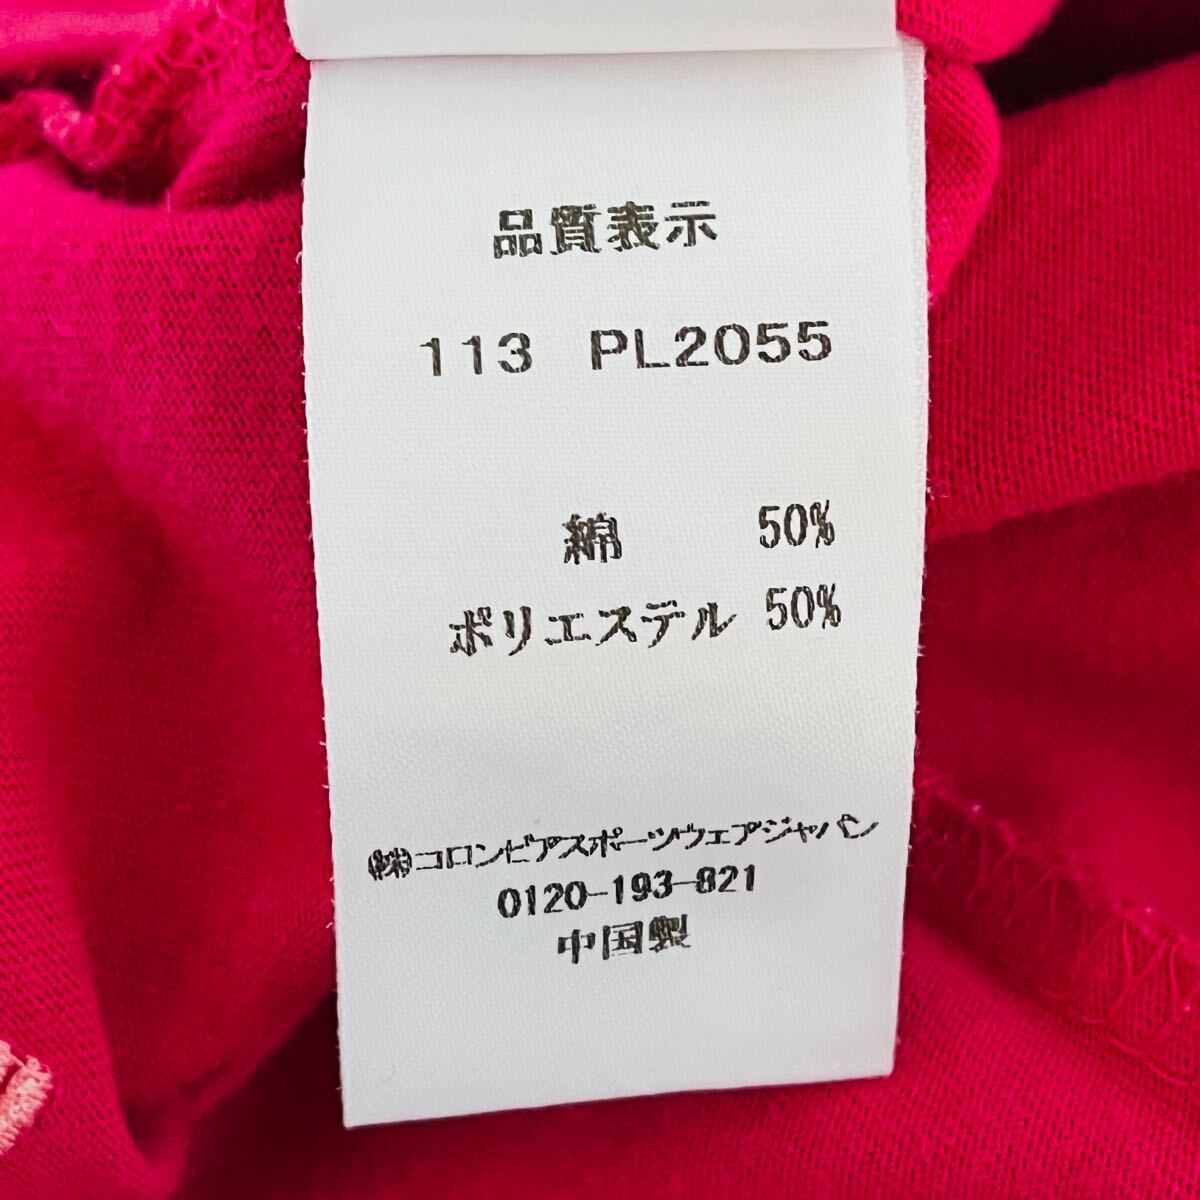 品質表示
113 PL2055
綿 50%
ポリエステル 50%
㈱コロンビアスポーツウェアジャパン
0120-193-821
中国製